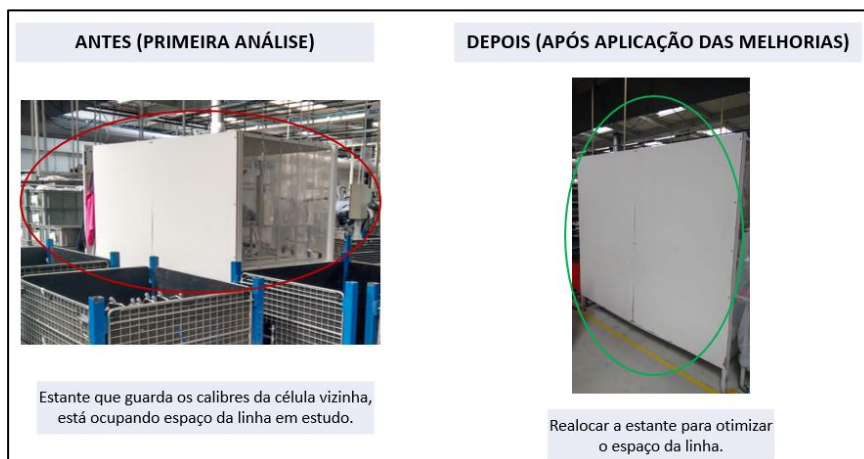 ANTES (PRIMEIRA ANÁLISE)
DEPOIS (APÓS APLICAÇÃO DAS MELHORIAS)
Estante que guarda os calibres da célula vizinha,
está ocupando espaço da linha em estudo.
Realocar a estante para otimizar
o espaço da linha.